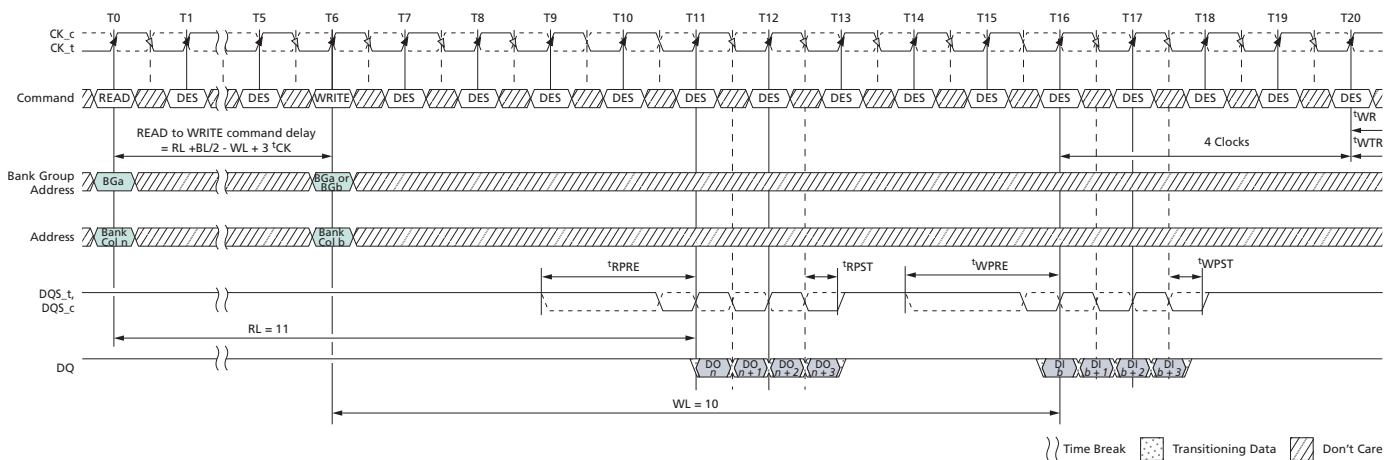 T0 T1 T5 T6 T7 T8 T9 T10 T11 T12 T13 T14 T15 T16 T17 T18 T19 T20
CK_c
CK_t
Command READ DES DES WRITE DES DES DES DES DES DES DES DES DES DES DES DES DES DES
READ to WRITE command delay
= RL +BL/2 - WL + 3 tCK
4 Clocks
tWR
tWTR
Bank Group
Address
BGa
BGa or
BGb
Address
Bank
Col n
Bank
Col b
tRPRE tRPST tWPRE tWPST
DQS_t,
DQS_c
RL = 11
DQ
DO
n
DO
n + 1
DO
n + 2
DO
n + 3
DI
b
DI
b + 1
DI
b + 2
DI
b + 3
WL = 10
Time Break Transitioning Data Don't Care